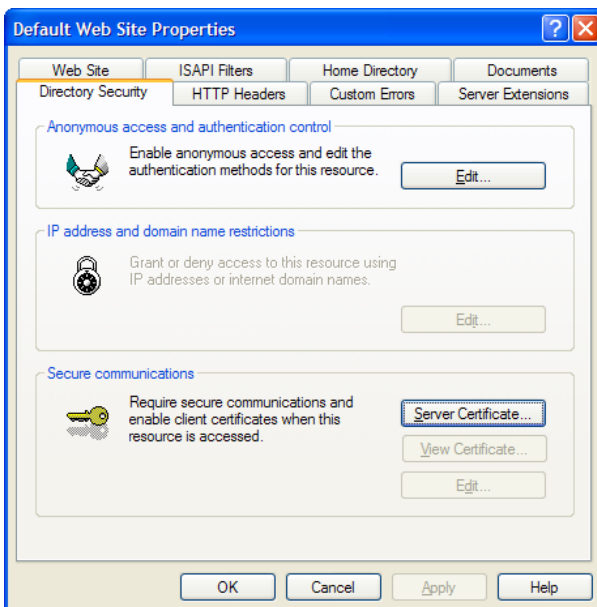 Default Web Site Properties
Web Site ISAPI Filters Home Directory Documents
Directory Security HTTP Headers Custom Errors Server Extensions
Anonymous access and authentication control
Enable anonymous access and edit the
authentication methods for this resource.
Edit...
IP address and domain name restrictions
Grant or deny access to this resource using
IP addresses or internet domain names.
Edit...
Secure communications
Require secure communications and
enable client certificates when this
resource is accessed.
Server Certificate...
View Certificate...
Edit...
OK Cancel Apply Help